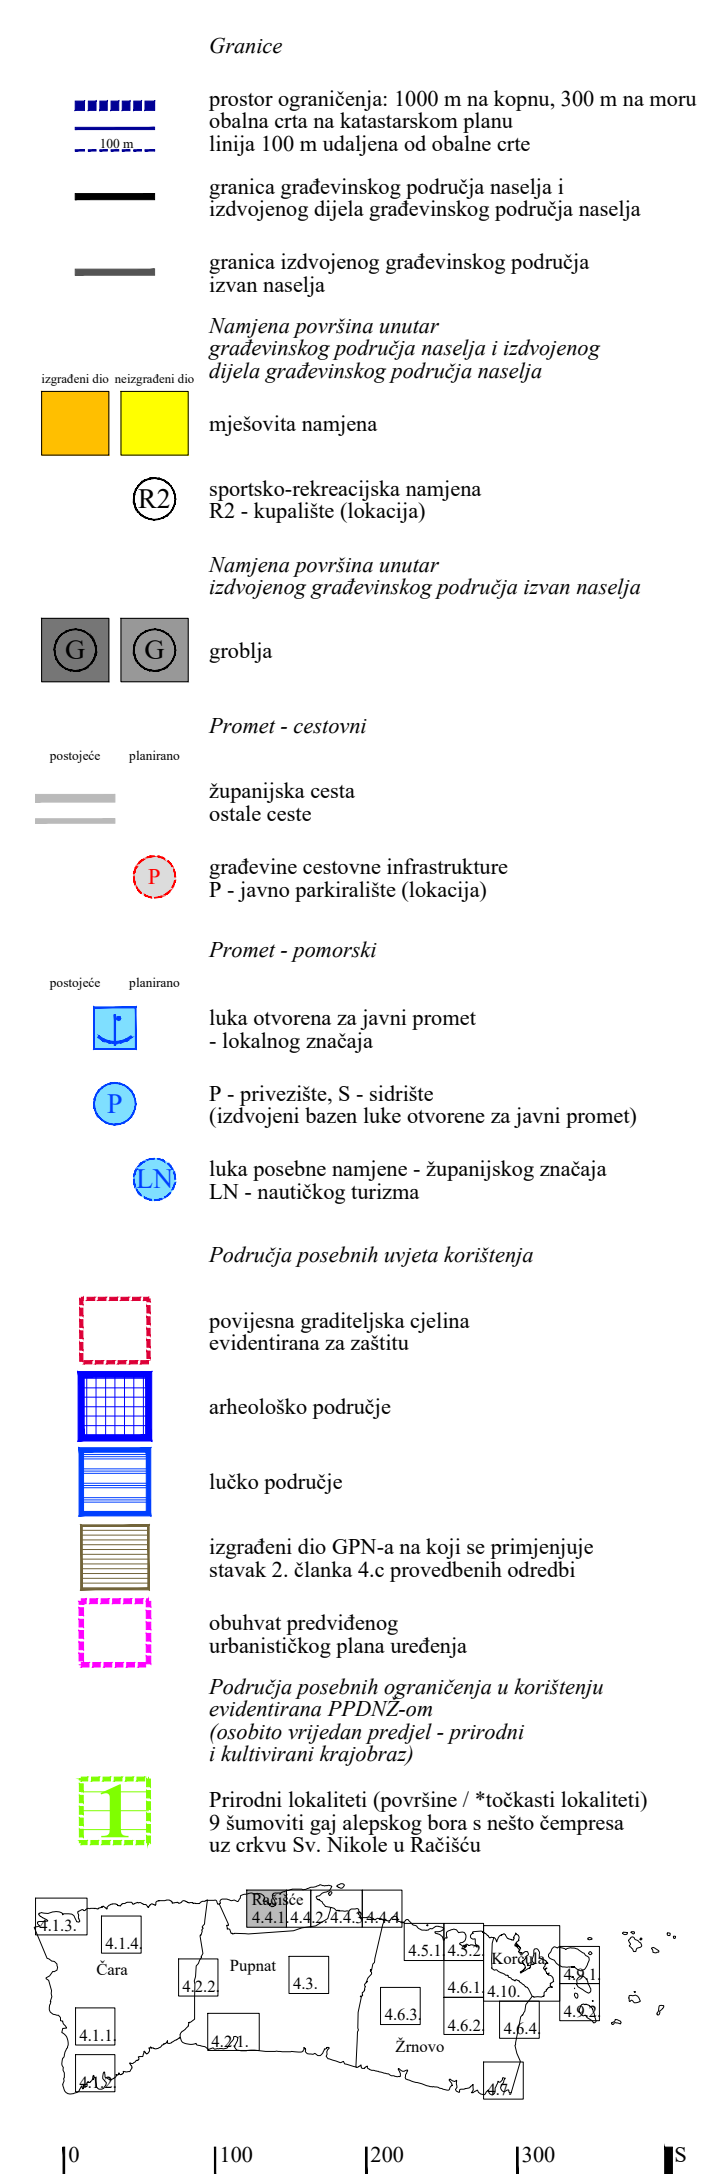 Granice
prostor ograničenja: 1000 m na kopnu, 300 m na moru
obalna crta na katastarskom planu
100 m
linija 100 m udaljena od obalne crte
granica građevinskog područja naselja i
izdvojenog dijela građevinskog područja naselja
granica izdvojenog građevinskog područja
izvan naselja
Namjena površina unutar
građevinskog područja naselja i izdvojenog
dijela građevinskog područja naselja
izgrađeni dio neizgrađeni dio
mješovita namjena
R2
sportsko-rekreacijska namjena
R2 - kupalište (lokacija)
Namjena površina unutar
izdvojenog građevinskog područja izvan naselja
G G
groblja
Promet - cestovni
postojeće planirano
županijska cesta
ostale ceste
P
građevine cestovne infrastrukture
P - javno parkiralište (lokacija)
Promet - pomorski
postojeće planirano
luka otvorena za javni promet
- lokalnog značaja
P
P - privezište, S - sidrište
(izdvojeni bazen luke otvorene za javni promet)
LN
luka posebne namjene - županijskog značaja
LN - nautičkog turizma
Područja posebnih uvjeta korištenja
povijesna graditeljska cjelina
evidentirana za zaštitu
arheološko područje
lučko područje
izgrađeni dio GPN-a na koji se primjenjuje
stavak 2. članka 4.c provedbenih odredbi
obuhvat predviđenog
urbanističkog plana uređenja
Područja posebnih ograničenja u korištenju
evidentirana PPDNŽ-om
(osobito vrijedan predjel - prirodni
i kultivirani krajobraz)
1
Prirodni lokaliteti (površine / *točkasti lokaliteti)
9 šumoviti gaj alepskog bora s nešto čempresa
uz crkvu Sv. Nikole u Račišću
Račišće
4.1.3. 4.4.1. 4.4.2. 4.4.3. 4.4.4.
4.1.4. 4.5.1. 4.5.2. Korčula
Čara Pupnat 4.9.1.
4.2.2. 4.3. 4.6.1. 4.10.
4.6.3. 4.9.2.
4.1.1. 4.2.1. 4.6.2. 4.6.4.
Žrnovo
4.1.2. 4.7.
0 100 200 300 S